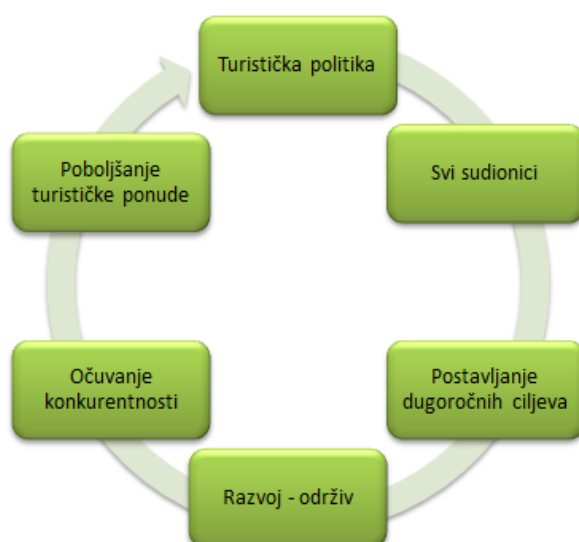 Turistička politika
Svi sudionici
Postavljanje
dugoročnih ciljeva
Razvoj - održiv
Očuvanje
konkurentnosti
Poboljšanje
turističke ponude